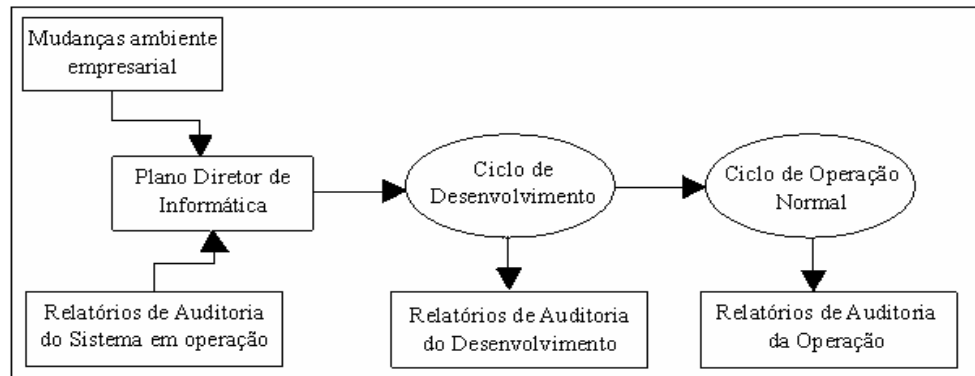 Mudanças ambiente
empresarial
Plano Diretor de
Informática
Ciclo de
Desenvolvimento
Ciclo de Operação
Normal
Relatórios de Auditoria
do Sistema em operação
Relatórios de Auditoria
do Desenvolvimento
Relatórios de Auditoria
da Operação